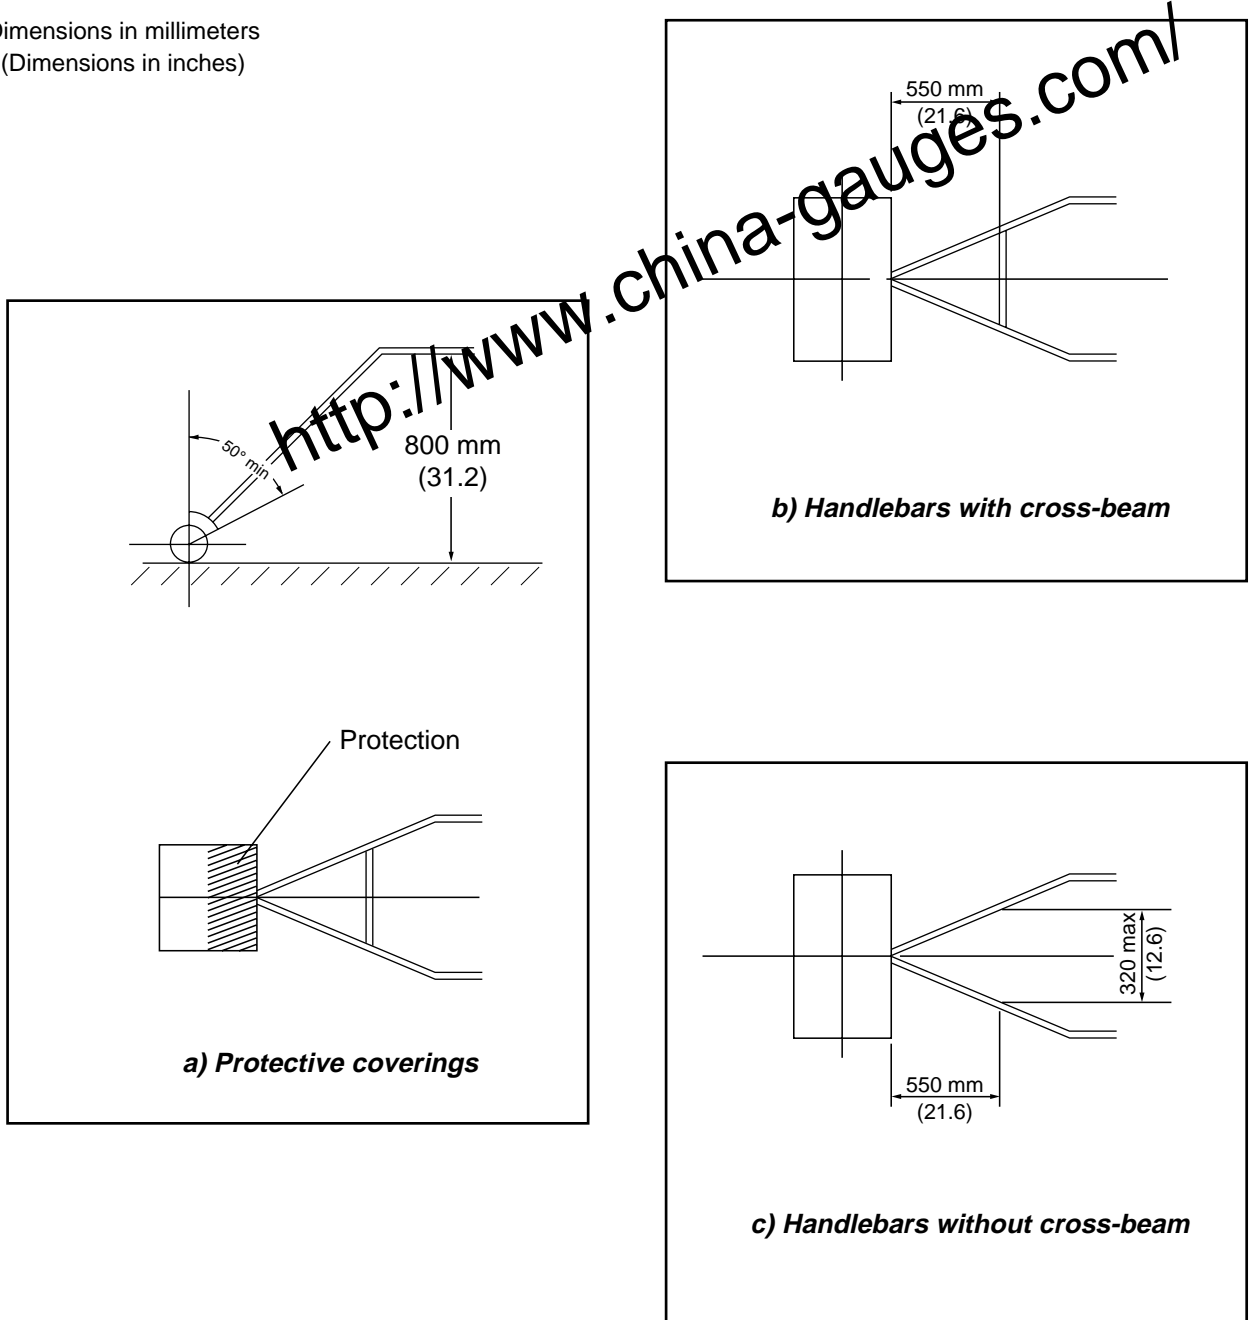 Dimensions in millimeters
(Dimensions in inches)
550 mm
(21.6)
http://www.china-gauges.com/
b) Handlebars with cross-beam
50° min
800 mm
(31.2)
Protection
a) Protective coverings
320 max
(12.6)
550 mm
(21.6)
c) Handlebars without cross-beam